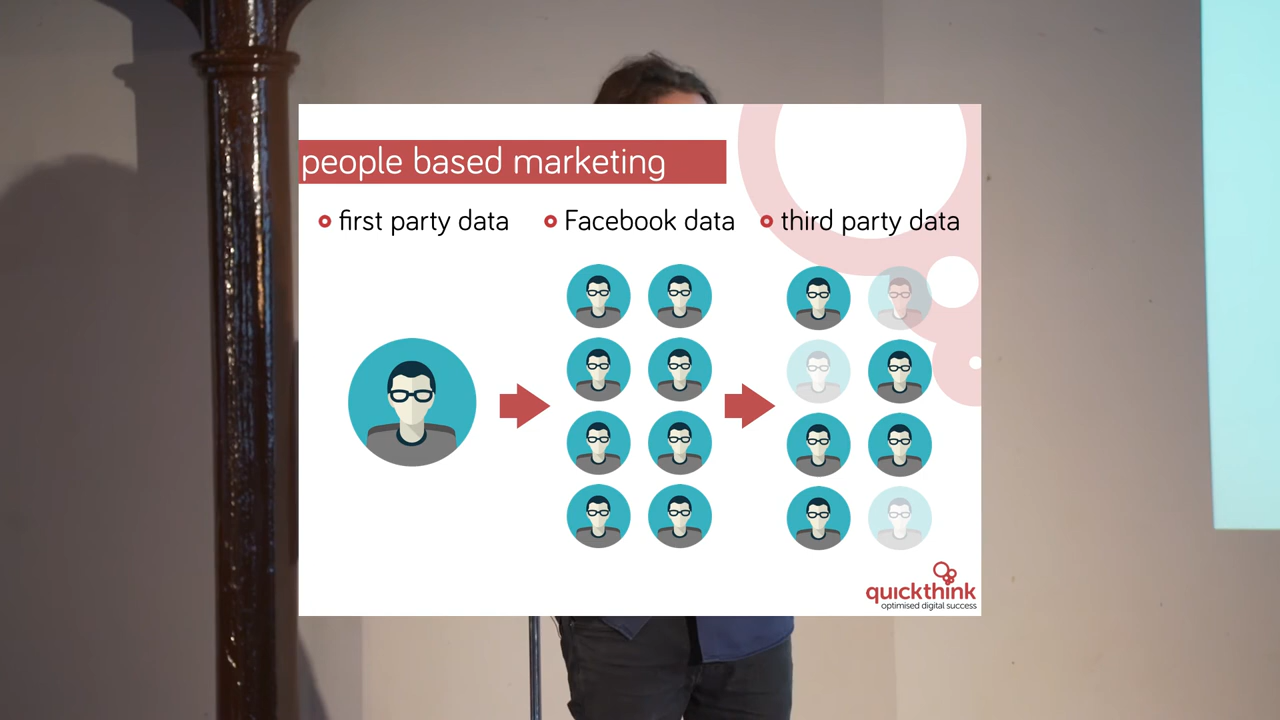 people based marketing
first party data
Facebook data
third party data
quickthink
optimised digital success